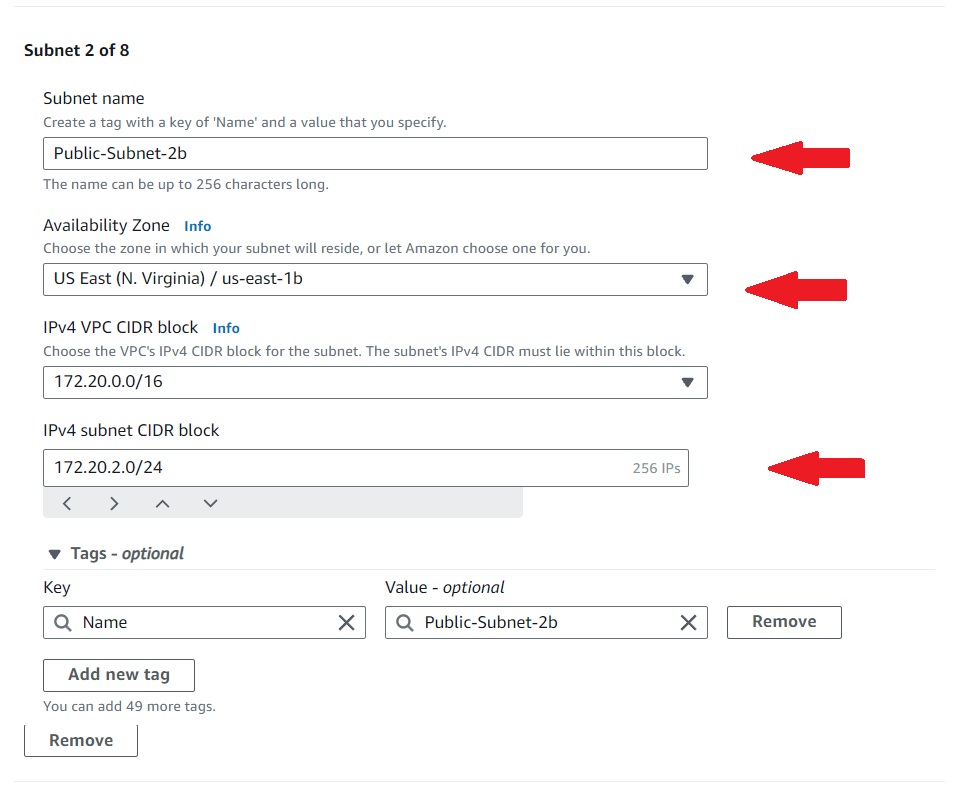 Subnet 2 of 8
Subnet name
Create a tag with a key of 'Name' and a value that you specify.
Public-Subnet-2b
The name can be up to 256 characters long.
Availability Zone Info
Choose the zone in which your subnet will reside, or let Amazon choose one for you.
US East (N. Virginia) / us-east-1b
IPv4 VPC CIDR block Info
Choose the VPC's IPv4 CIDR block for the subnet. The subnet's IPv4 CIDR must lie within this block.
172.20.0.0/16
IPv4 subnet CIDR block
172.20.2.0/24 256 IPs
Tags - optional
Key Value - optional
Name Public-Subnet-2b Remove
Add new tag
You can add 49 more tags.
Remove